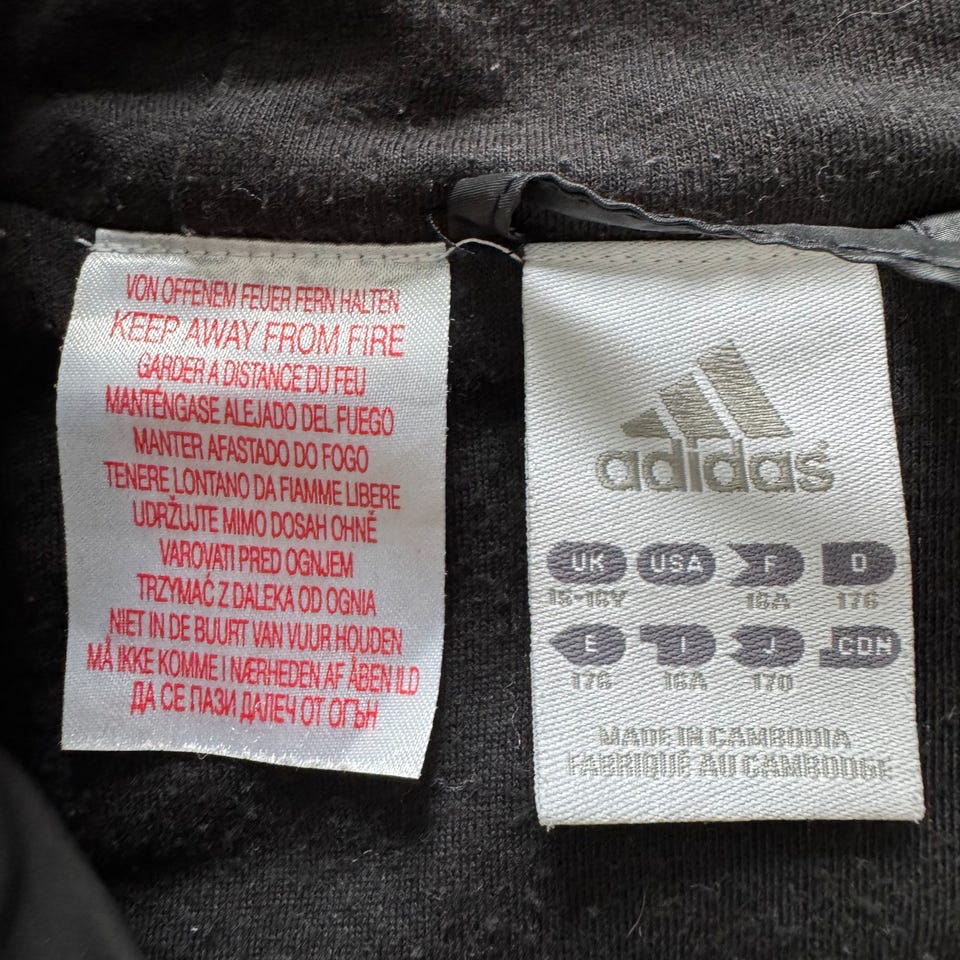 VON OFFENEM FEUER FERN HALTEN
KEEP AWAY FROM FIRE
GARDER A DISTANCE DU FEU
MANTÉNGASE ALEJADO DEL FUEGO
MANTER AFASTADO DO FOGO
TENERE LONTANO DA FIAMME LIBERE
UDRŽUJTE MIMO DOSAH OHNĚ
VAROVATI PRED OGNJEM
TRZYMAĆ Z DALEKA OD OGNIA
NIET IN DE BUURT VAN VUUR HOUDEN
MÅ IKKE KOMME I NÆRHEDEN AF ÅBEN ILD
ДА СЕ ПАЗИ ДАЛЕЧ ОТ ОГЪН
adidas®
UK USA F D
15-16Y 16A 176
E I J CDN
176 16A 170
MADE IN CAMBODIA
FABRIQUÉ AU CAMBODGE